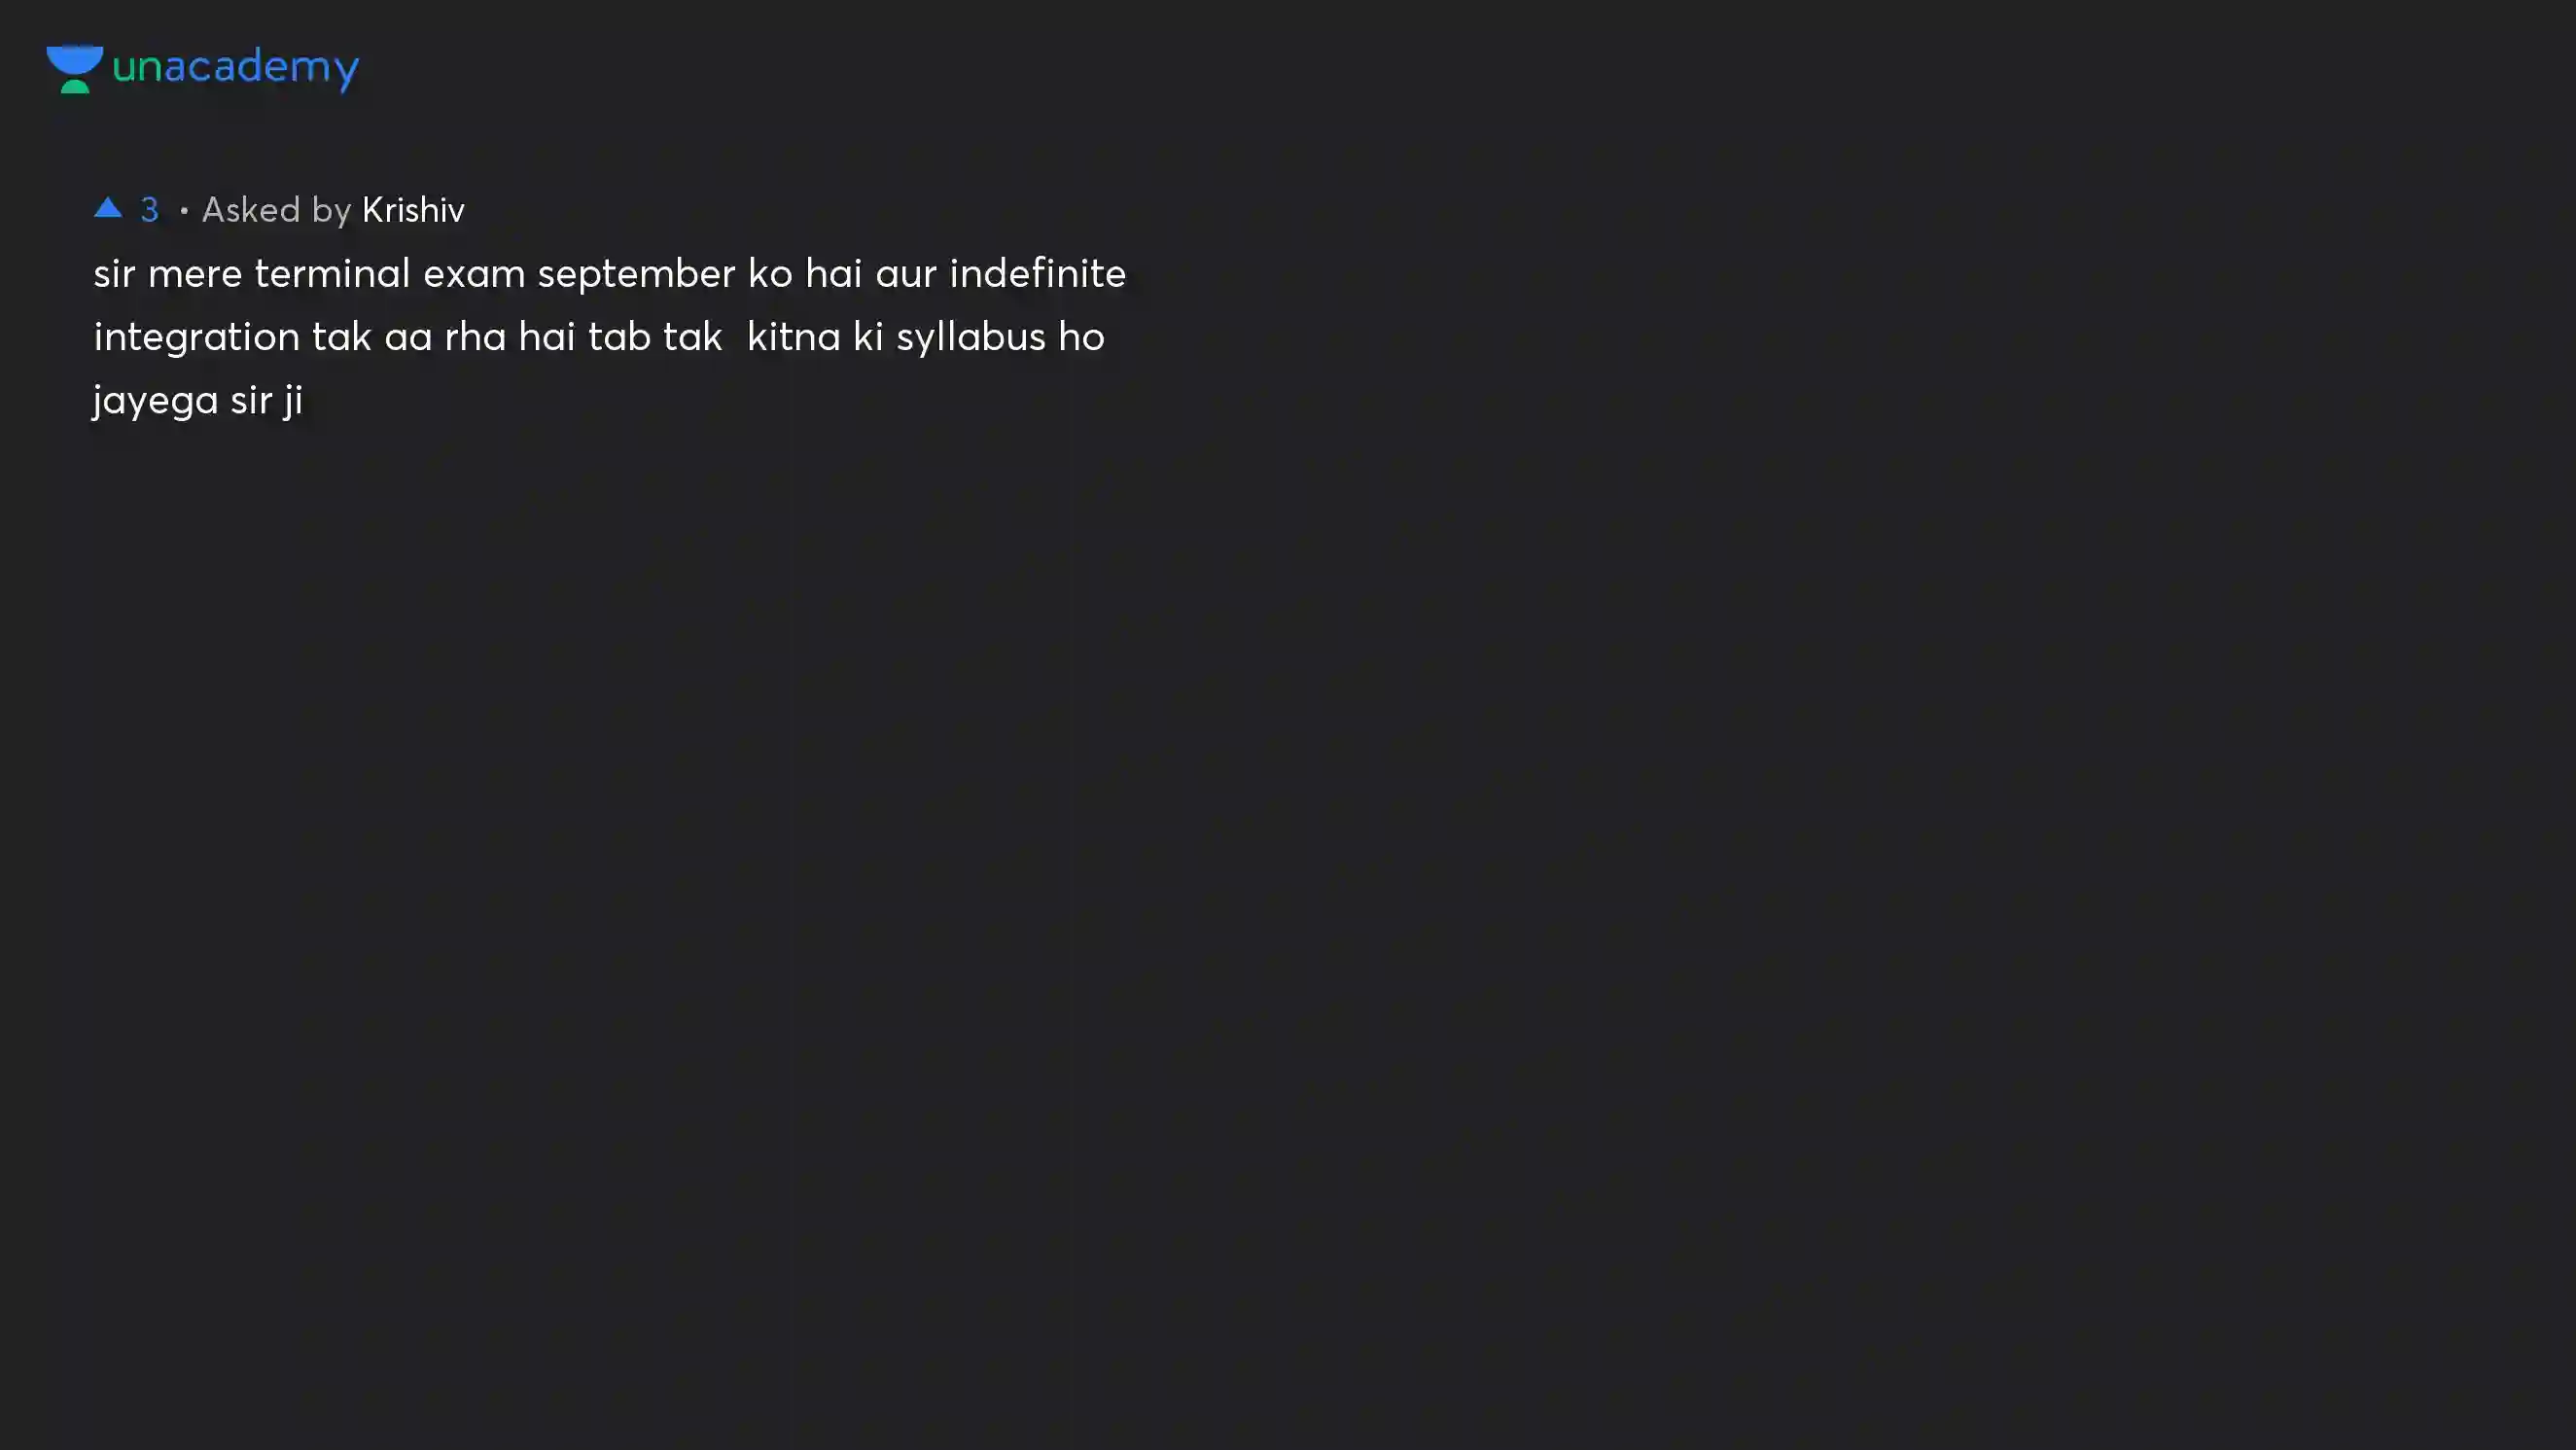 unacademy
▲ 3 • Asked by Krishiv
sir mere terminal exam september ko hai aur indefinite
integration tak aa rha hai tab tak  kitna ki syllabus ho
jayega sir ji